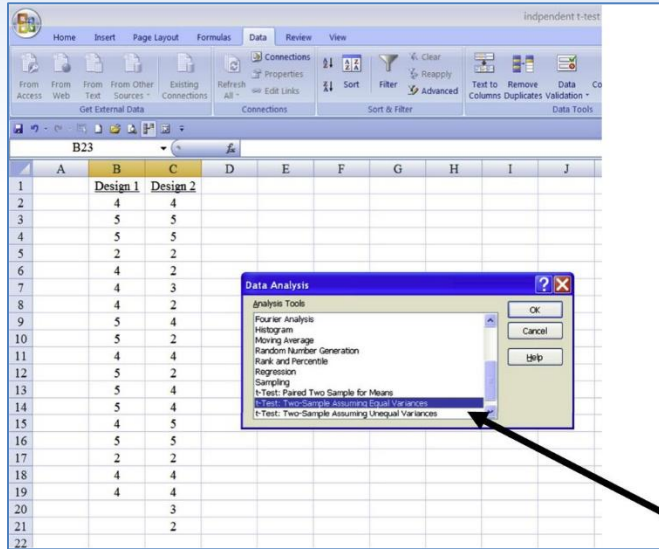 indpendent t-test
Home Insert Page Layout Formulas Data Review View
From Access
From Web
From Text
From Other Sources
Existing Connections
Get External Data
Refresh All
Connections
Properties
Edit Links
Connections
Sort
Filter
Clear
Reapply
Advanced
Sort & Filter
Text to Columns
Remove Duplicates
Data Validation
Co
Data Tools
B23 fx
A B C D E F G H I J
1 Design 1 Design 2
2 4 4
3 5 5
4 5 5
5 2 2
6 4 2
7 4 3
8 4 2
9 5 4
10 5 2
11 4 4
12 5 2
13 5 4
14 5 4
15 4 5
16 5 5
17 2 2
18 4 4
19 4 4
20 3
21 2
22
Data Analysis
Analysis Tools
Fourier Analysis
Histogram
Moving Average
Random Number Generation
Rank and Percentile
Regression
Sampling
t-Test: Paired Two Sample for Means
t-Test: Two-Sample Assuming Equal Variances
t-Test: Two-Sample Assuming Unequal Variances
OK
Cancel
Help